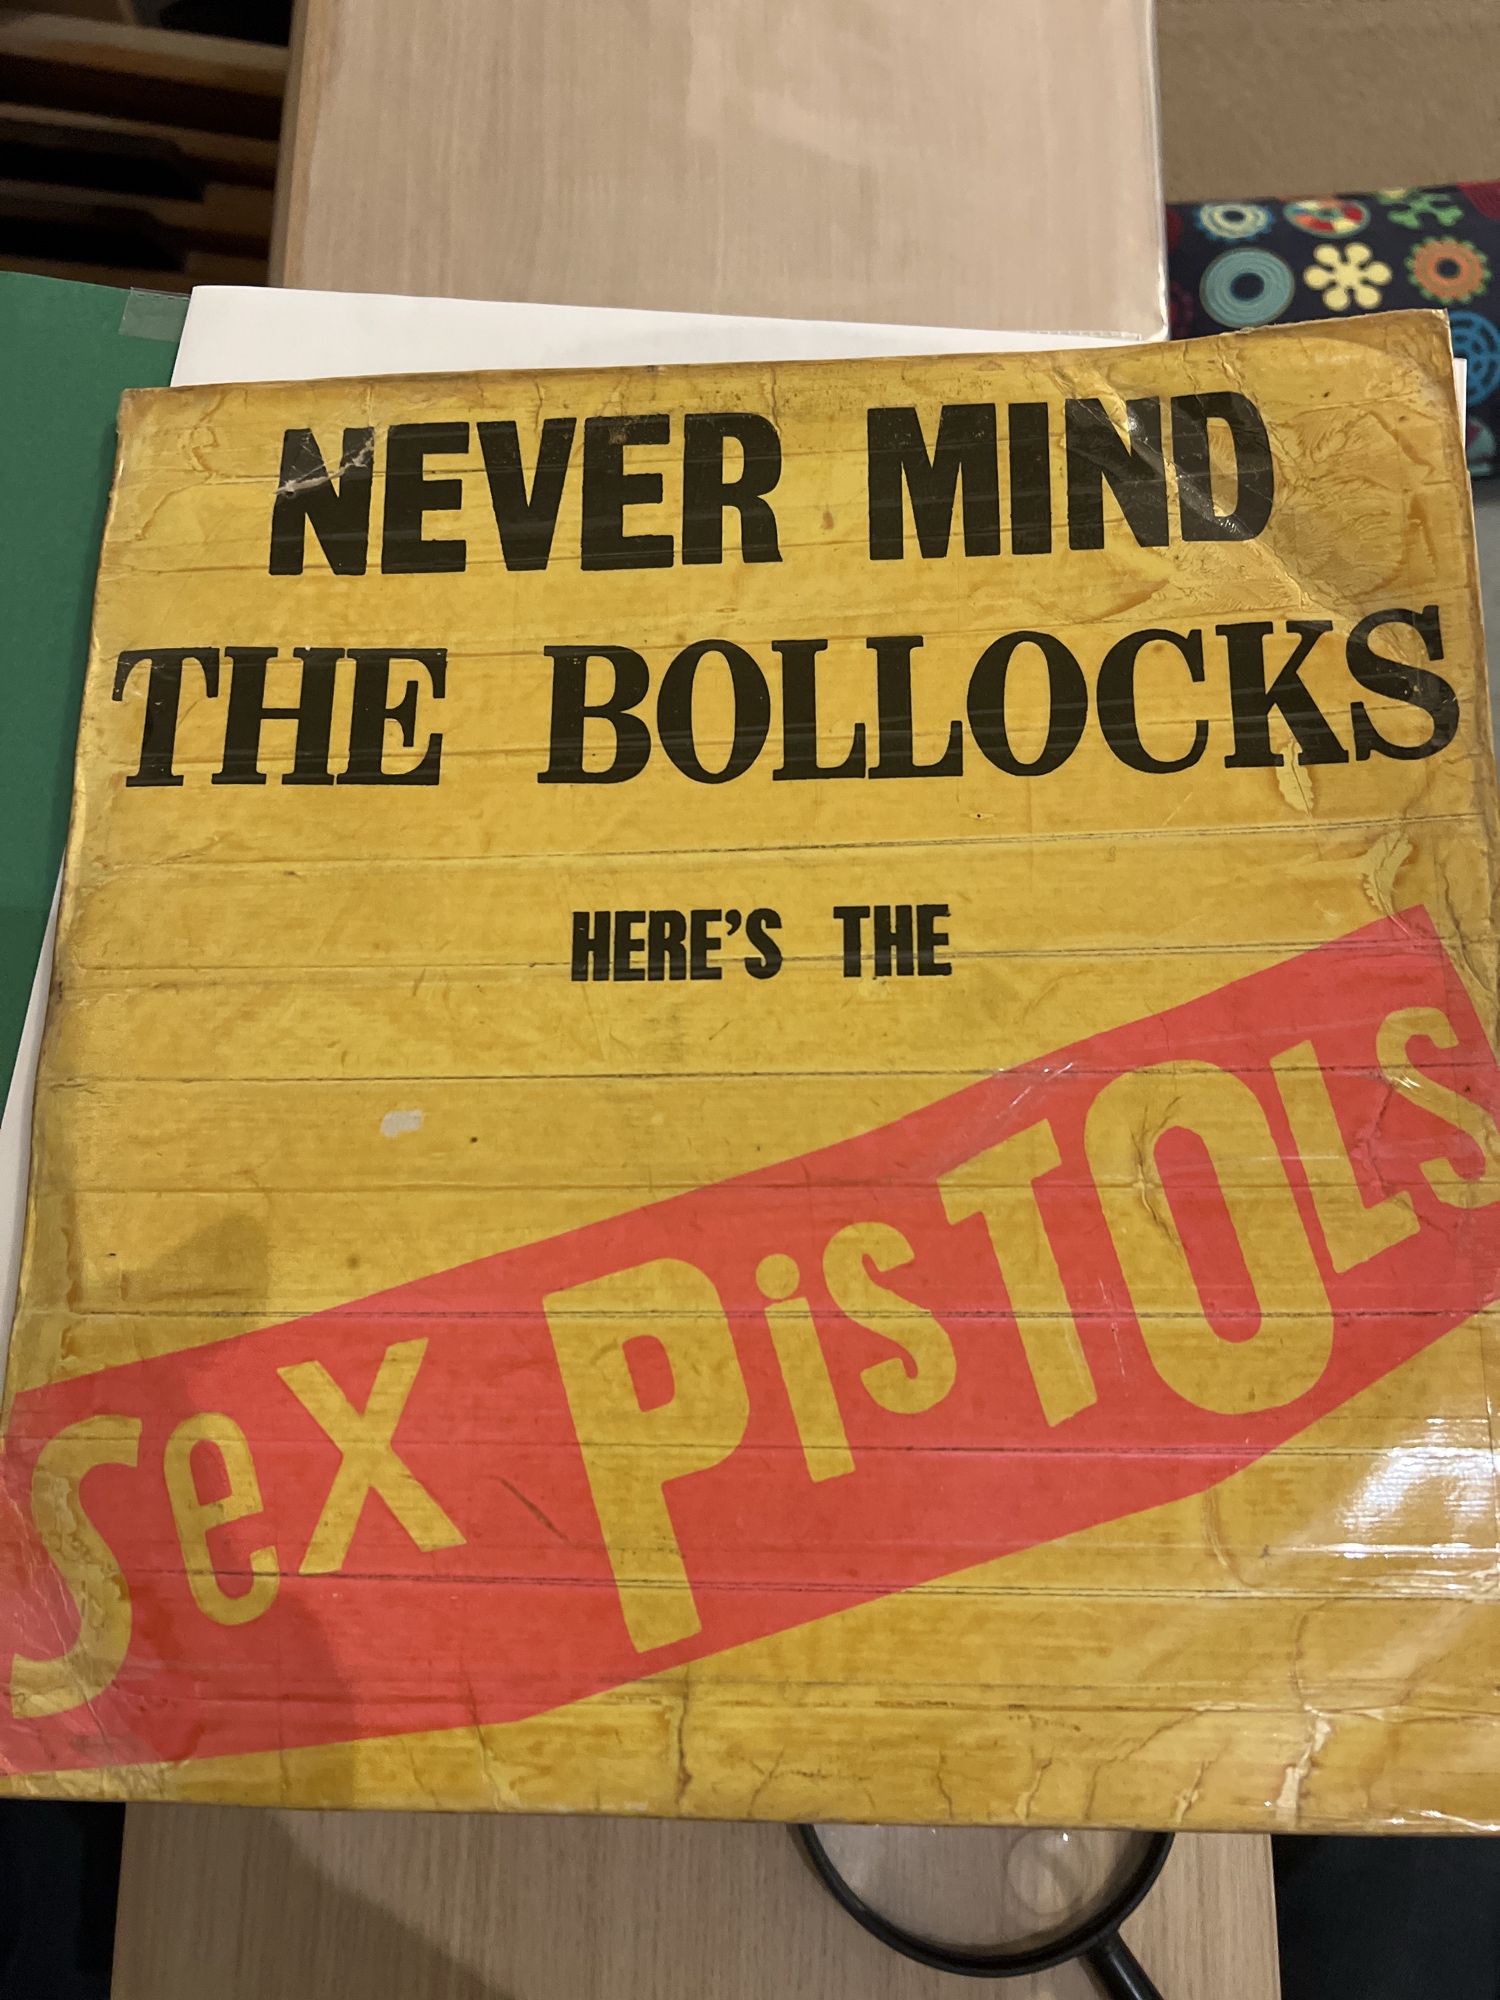 NEVER MIND
THE BOLLOCKS
HERE'S THE
Sex PiSTOLS